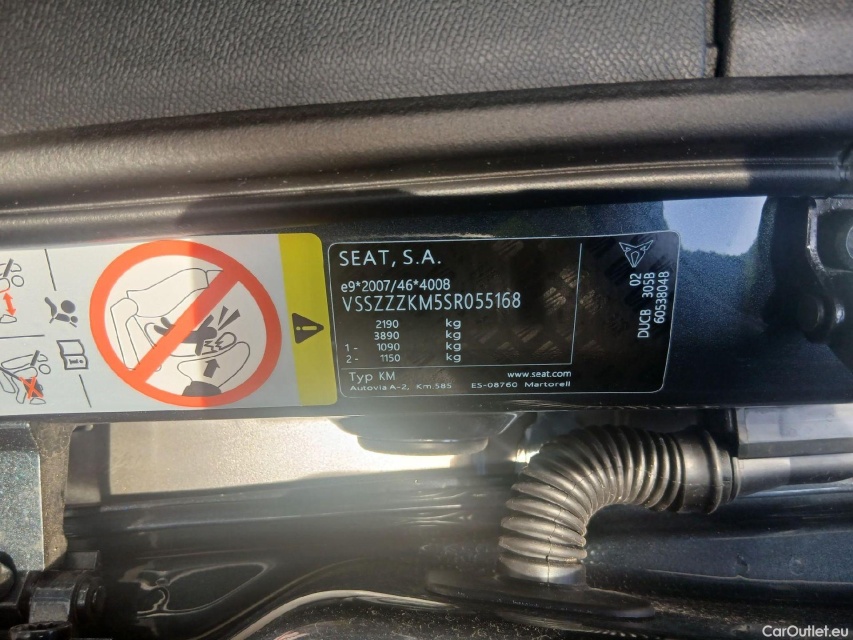 SEAT, S.A.
e9*2007/46*4008
VSSZZZKM5SR055168
2190 kg
3890 kg
1- 1090 kg
2- 1150 kg
Typ KM www.seat.com
Autovia A-2, Km.585 ES-08760 Martorell
02
DUCB 305B
6053804B
CarOutlet.eu